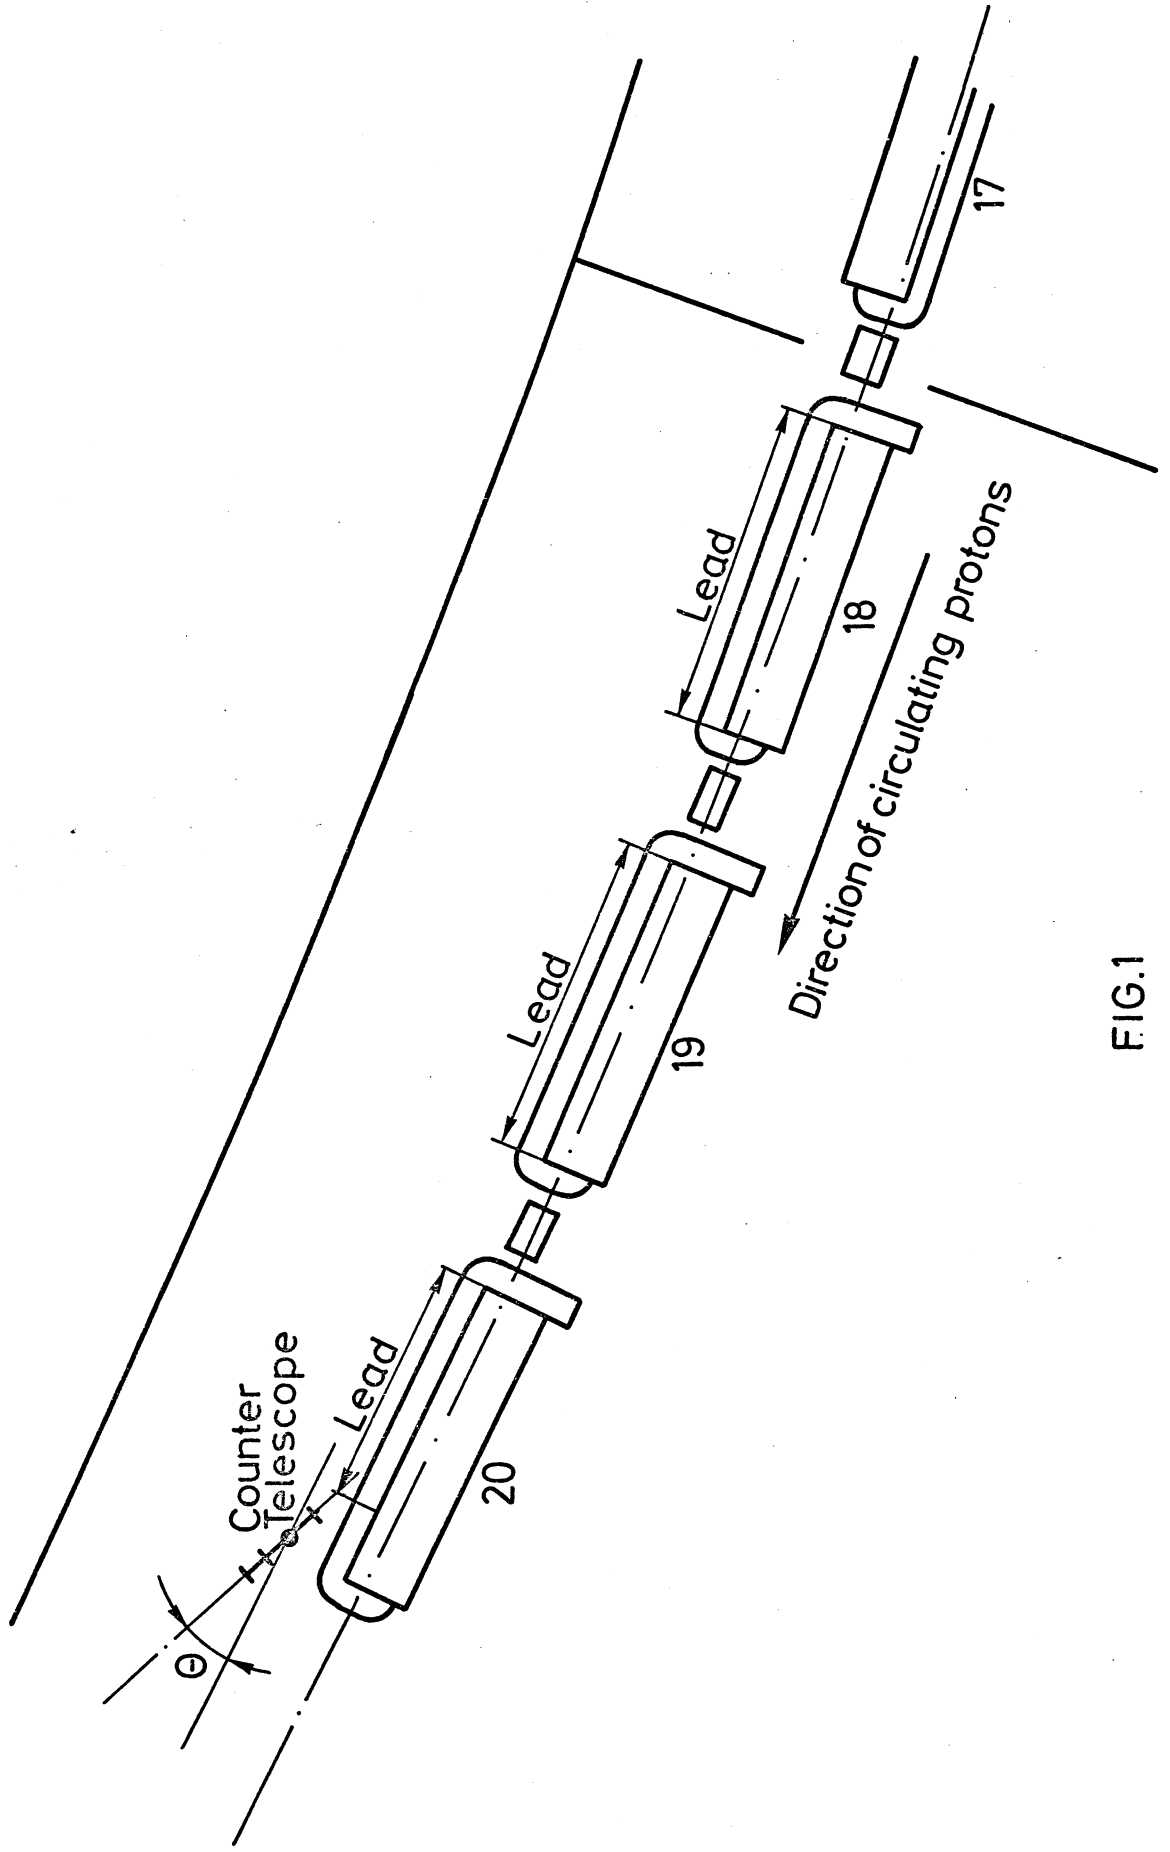 Counter
Telescope
Lead
Lead
Lead
Θ
20
19
18
17
Direction of circulating protons
FIG.1